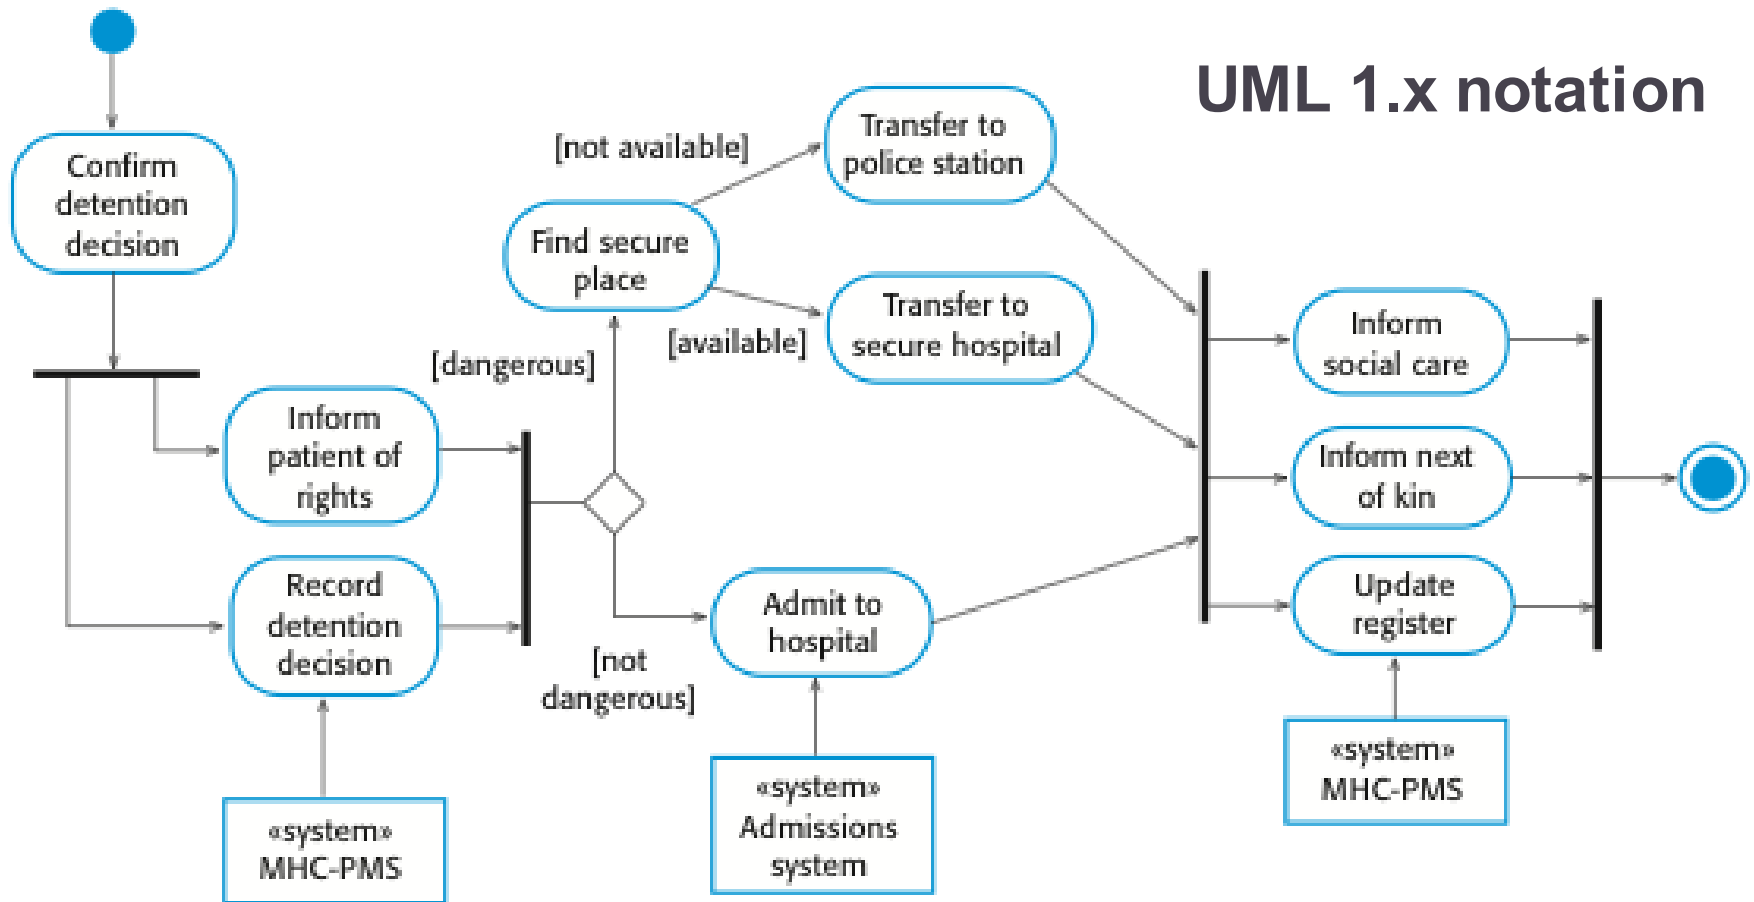 UML 1.x notation
Confirm
detention
decision
Inform
patient of
rights
Record
detention
decision
«system»
MHC-PMS
[dangerous]
[not
dangerous]
Find secure
place
[not available]
[available]
Transfer to
police station
Transfer to
secure hospital
Admit to
hospital
«system»
Admissions
system
Inform
social care
Inform next
of kin
Update
register
«system»
MHC-PMS